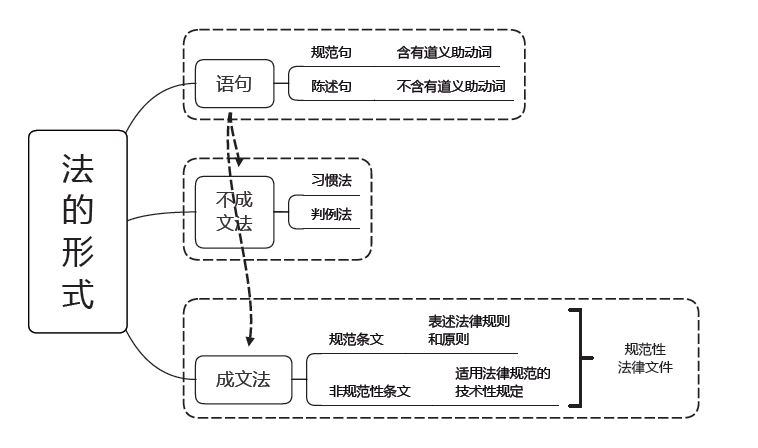 法
的
形
式
语句
规范句
含有道义助动词
陈述句
不含有道义助动词
不成
文法
习惯法
判例法
成文法
规范条文
表述法律规则
和原则
非规范性条文
适用法律规范的
技术性规定
规范性
法律文件